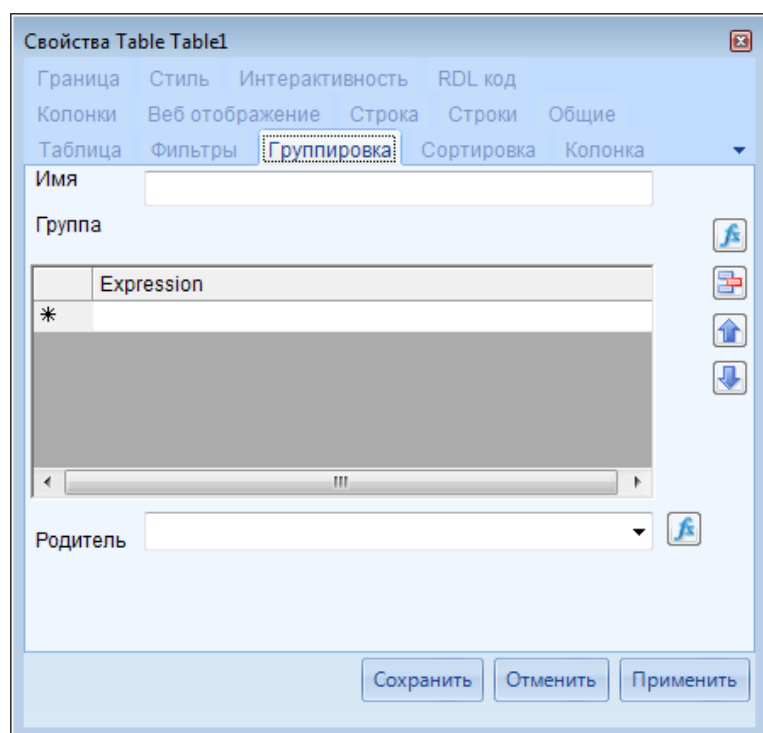 Свойства Table Table1
Граница Стиль Интерактивность RDL код
Колонки Веб отображение Строка Строки Общие
Таблица Фильтры Группировка Сортировка Колонка
Имя
Группа
Expression
Родитель
Сохранить Отменить Применить